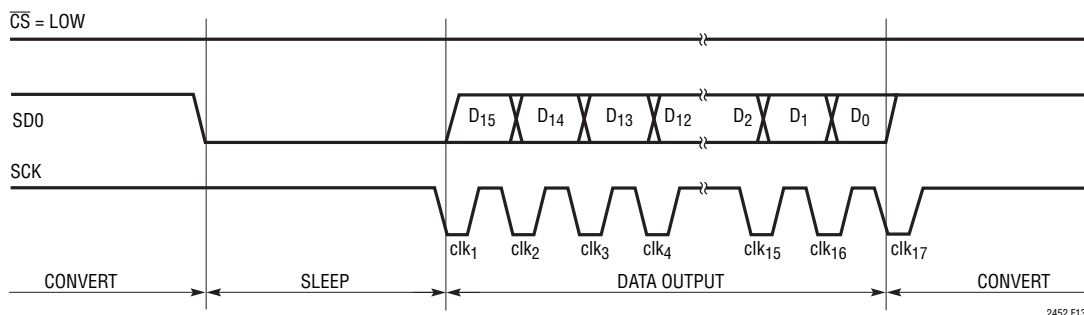 CS = LOW
SD0
D15 D14 D13 D12 D2 D1 D0
SCK
clk1 clk2 clk3 clk4 clk15 clk16 clk17
CONVERT SLEEP DATA OUTPUT CONVERT
2452 F13